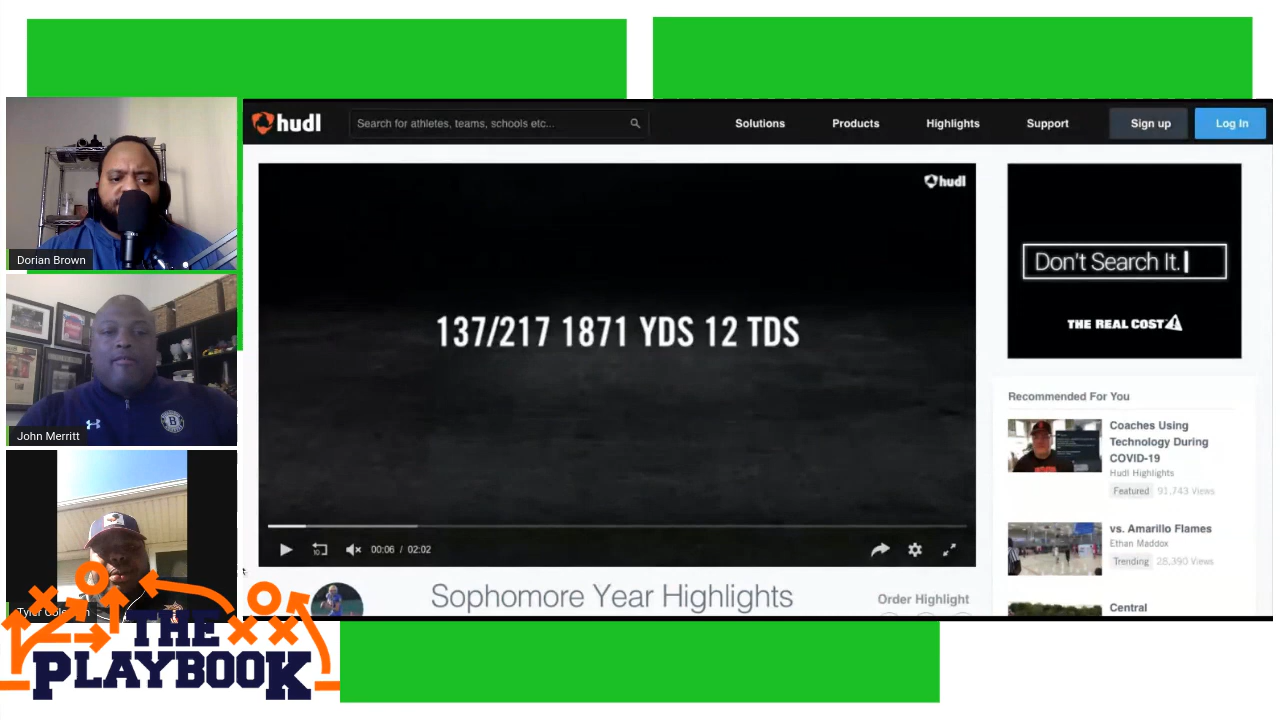 hudl
Search for athletes, teams, schools etc...
Solutions
Products
Highlights
Support
Sign up
Log In
hudl
137/217 1871 YDS 12 TDS
00:06 / 02:02
10
Sophomore Year Highlights
Order Highlight
Don't Search It.
THE REAL COST
Recommended For You
Coaches Using
Technology During
COVID-19
Hudl Highlights
Featured 91,743 Views
vs. Amarillo Flames
Ethan Maddox
Trending 28,390 Views
Central
Dorian Brown
B
John Merritt
THE
PLAYBOOK